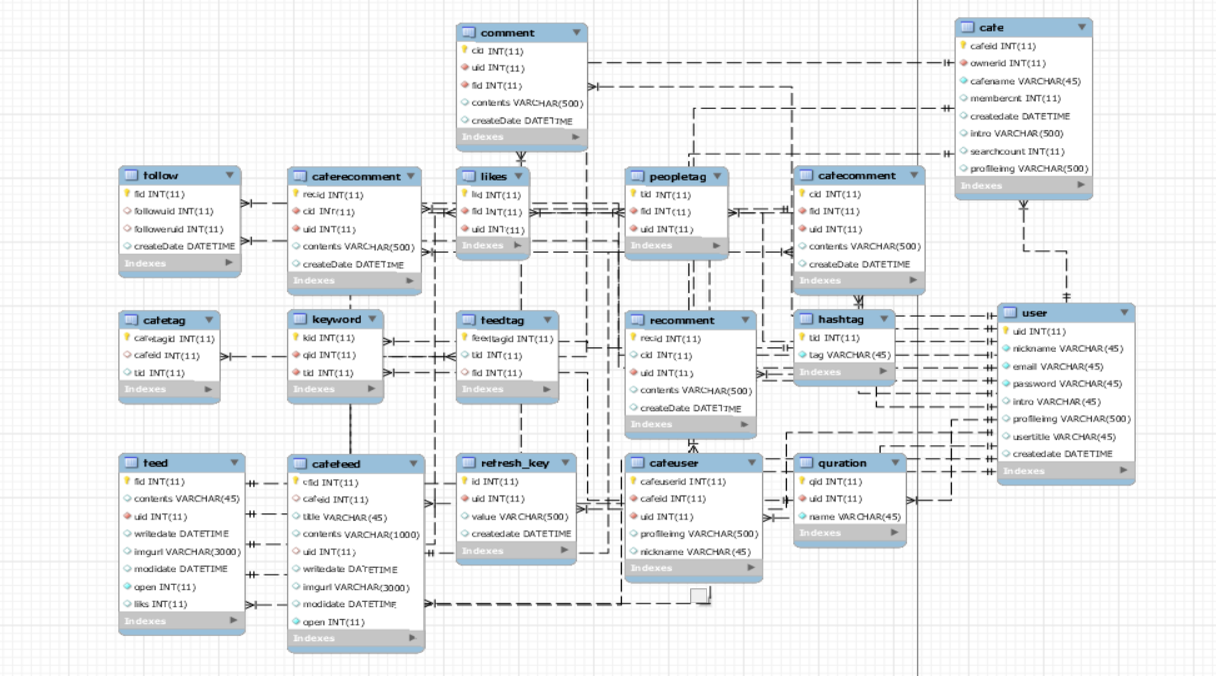 comment
cid INT(11)
uid INT(11)
fid INT(11)
contents VARCHAR(500)
createDate DATETIME
Indexes
cafe
cafeid INT(11)
ownerid INT(11)
cafename VARCHAR(45)
membercnt INT(11)
createdate DATETIME
intro VARCHAR(500)
searchcount INT(11)
profileimg VARCHAR(500)
Indexes
follow
fid INT(11)
followuid INT(11)
followeruid INT(11)
createDate DATETIME
Indexes
caferecomment
recid INT(11)
cid INT(11)
uid INT(11)
contents VARCHAR(500)
createDate DATETIME
Indexes
likes
lid INT(11)
fid INT(11)
uid INT(11)
Indexes
peopletag
tid INT(11)
fid INT(11)
uid INT(11)
Indexes
cafecomment
cid INT(11)
fid INT(11)
uid INT(11)
contents VARCHAR(500)
createDate DATETIME
Indexes
cafetag
cafetagid INT(11)
cafeid INT(11)
tid INT(11)
Indexes
keyword
kid INT(11)
qid INT(11)
tid INT(11)
Indexes
feedtag
feedtagid INT(11)
tid INT(11)
fid INT(11)
Indexes
recomment
recid INT(11)
cid INT(11)
uid INT(11)
contents VARCHAR(500)
createDate DATETIME
Indexes
hashtag
tid INT(11)
tag VARCHAR(45)
Indexes
user
uid INT(11)
nickname VARCHAR(45)
email VARCHAR(45)
password VARCHAR(45)
intro VARCHAR(45)
profileimg VARCHAR(500)
usertitle VARCHAR(45)
createdate DATETIME
Indexes
feed
fid INT(11)
contents VARCHAR(45)
uid INT(11)
writedate DATETIME
imgurl VARCHAR(3000)
modidate DATETIME
open INT(11)
liks INT(11)
Indexes
cafefeed
cfid INT(11)
cafeid INT(11)
title VARCHAR(45)
contents VARCHAR(1000)
uid INT(11)
writedate DATETIME
imgurl VARCHAR(3000)
modidate DATETIME
open INT(11)
Indexes
refresh_key
id INT(11)
uid INT(11)
value VARCHAR(500)
createdate DATETIME
Indexes
cafeuser
cafeuserid INT(11)
cafeid INT(11)
uid INT(11)
profileimg VARCHAR(500)
nickname VARCHAR(45)
Indexes
quration
qid INT(11)
uid INT(11)
name VARCHAR(45)
Indexes